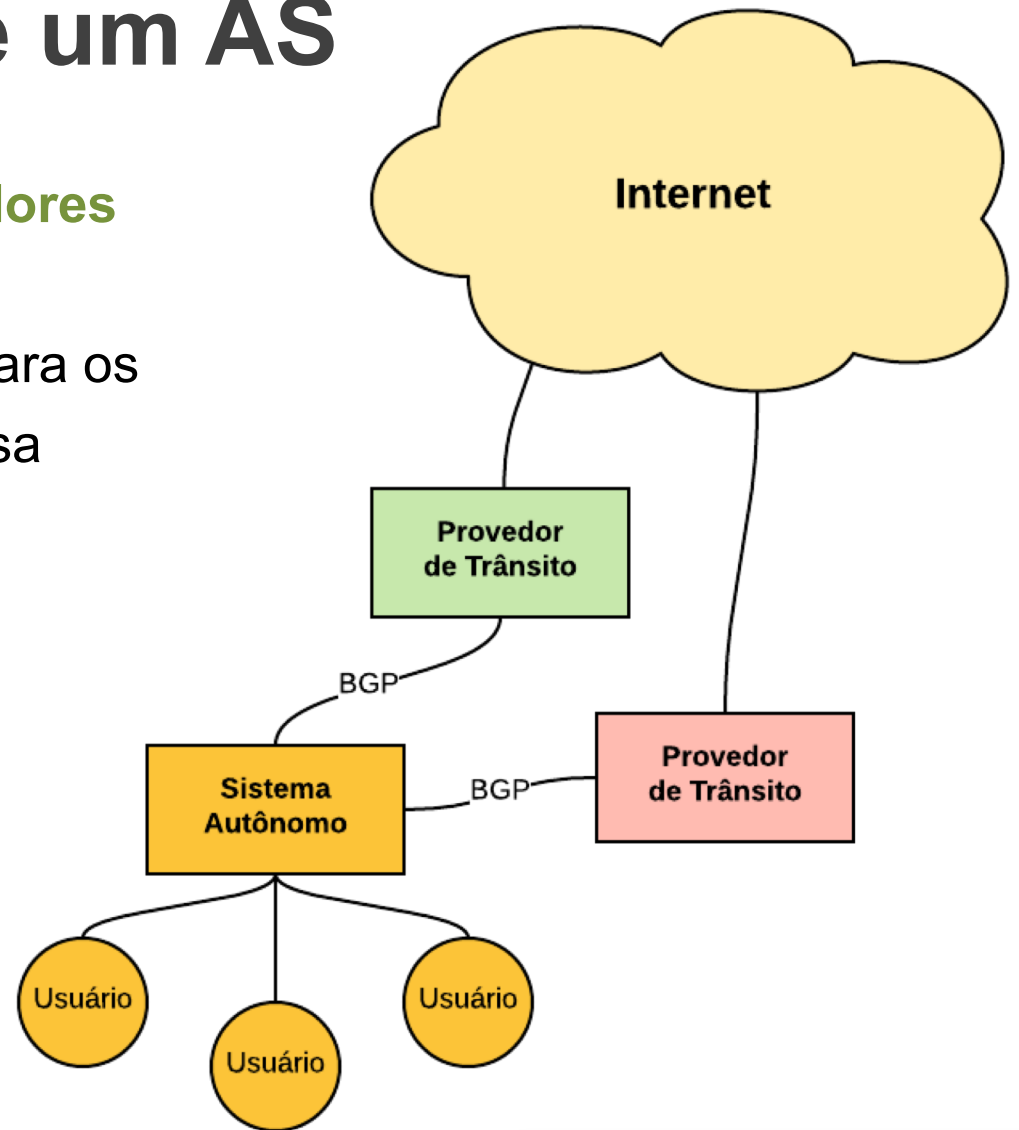 e um AS
Internet
lores
ara os
sa
Provedor
de Trânsito
BGP
Provedor
de Trânsito
Sistema
Autônomo
BGP
Usuário
Usuário
Usuário